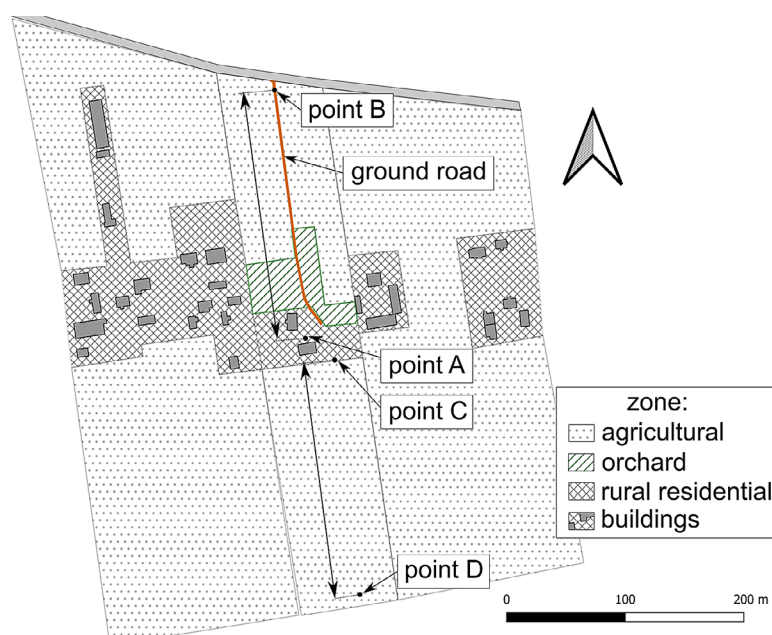 point B
ground road
point A
point C
zone:
agricultural
orchard
rural residential
buildings
point D
0 100 200 m